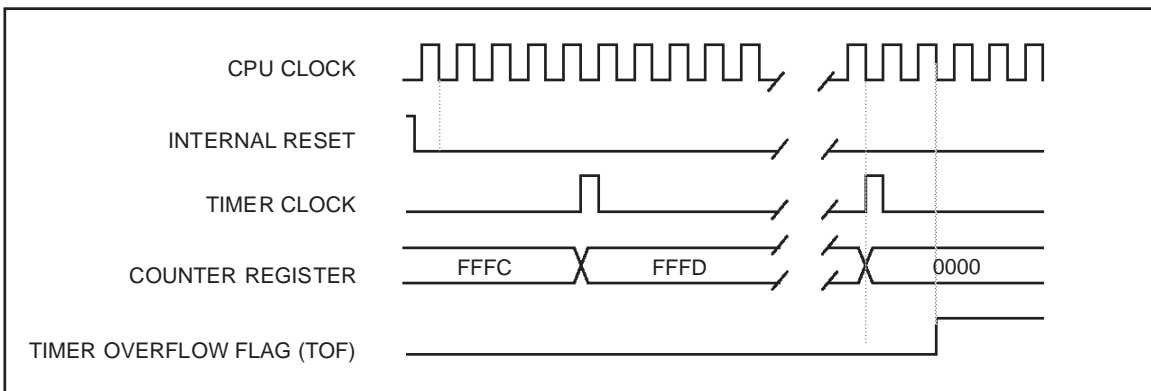 CPU CLOCK
INTERNAL RESET
TIMER CLOCK
COUNTER REGISTER FFFC FFFD 0000
TIMER OVERFLOW FLAG (TOF)